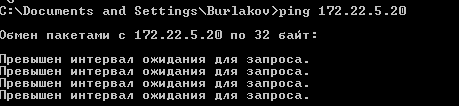 C:\Documents and Settings\Burlakov>ping 172.22.5.20
Обмен пакетами с 172.22.5.20 по 32 байт:
Превышен интервал ожидания для запроса.
Превышен интервал ожидания для запроса.
Превышен интервал ожидания для запроса.
Превышен интервал ожидания для запроса.